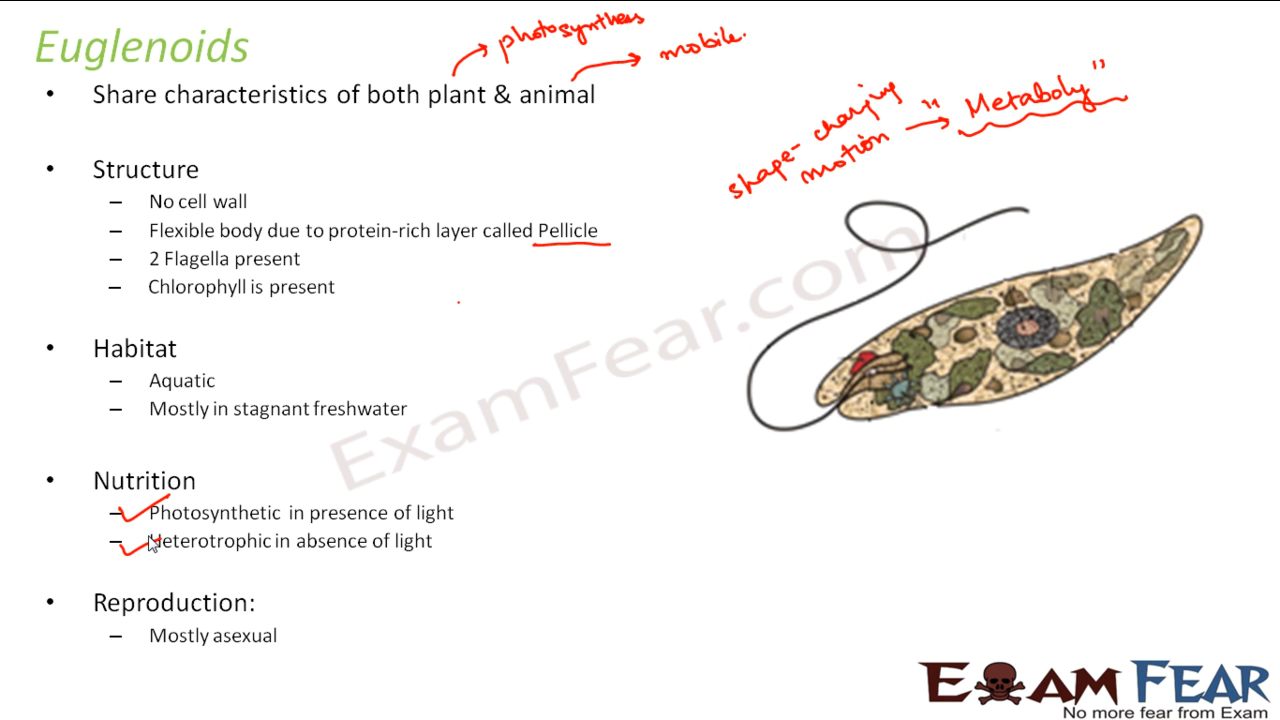 Euglenoids
photosynthesis
mobile.
• Share characteristics of both plant & animal
shape-changing
motion → "Metaboly"
• Structure
– No cell wall
– Flexible body due to protein-rich layer called Pellicle
– 2 Flagella present
– Chlorophyll is present
• Habitat
– Aquatic
– Mostly in stagnant freshwater
• Nutrition
– Photosynthetic in presence of light
– Heterotrophic in absence of light
• Reproduction:
– Mostly asexual
ExamFear.com
EXAM FEAR
No more fear from Exam